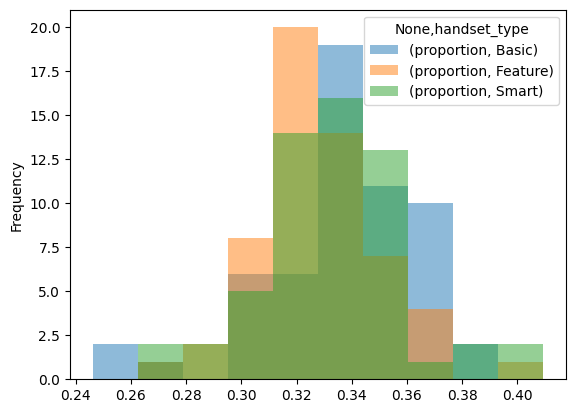 None,handset_type
(proportion, Basic)
(proportion, Feature)
(proportion, Smart)
Frequency
20.0
17.5
15.0
12.5
10.0
7.5
5.0
2.5
0.0
0.24 0.26 0.28 0.30 0.32 0.34 0.36 0.38 0.40